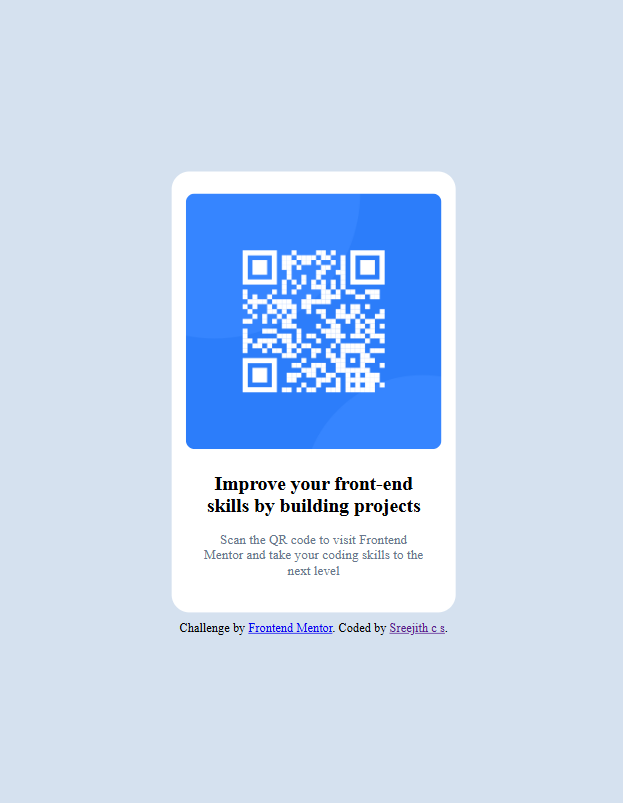 Improve your front-end
skills by building projects
Scan the QR code to visit Frontend
Mentor and take your coding skills to the
next level
Challenge by Frontend Mentor. Coded by Sreejith c s.